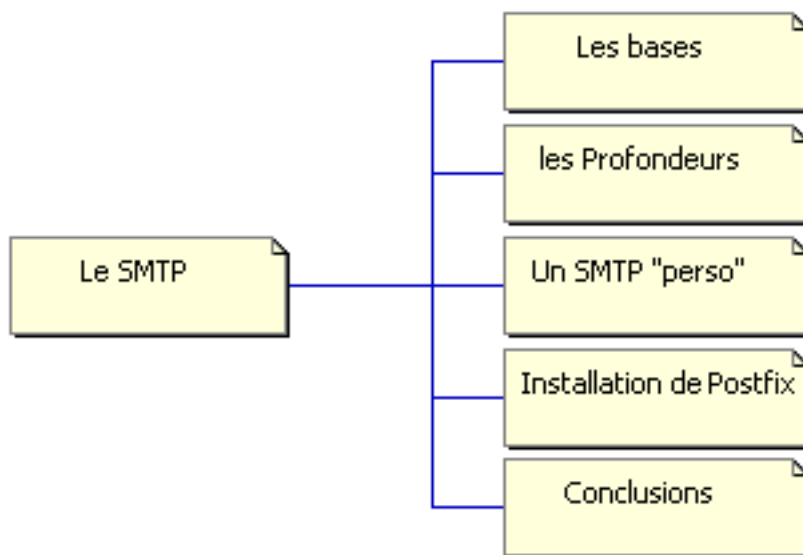 Le SMTP
Les bases
les Profondeurs
Un SMTP "perso"
Installation de Postfix
Conclusions